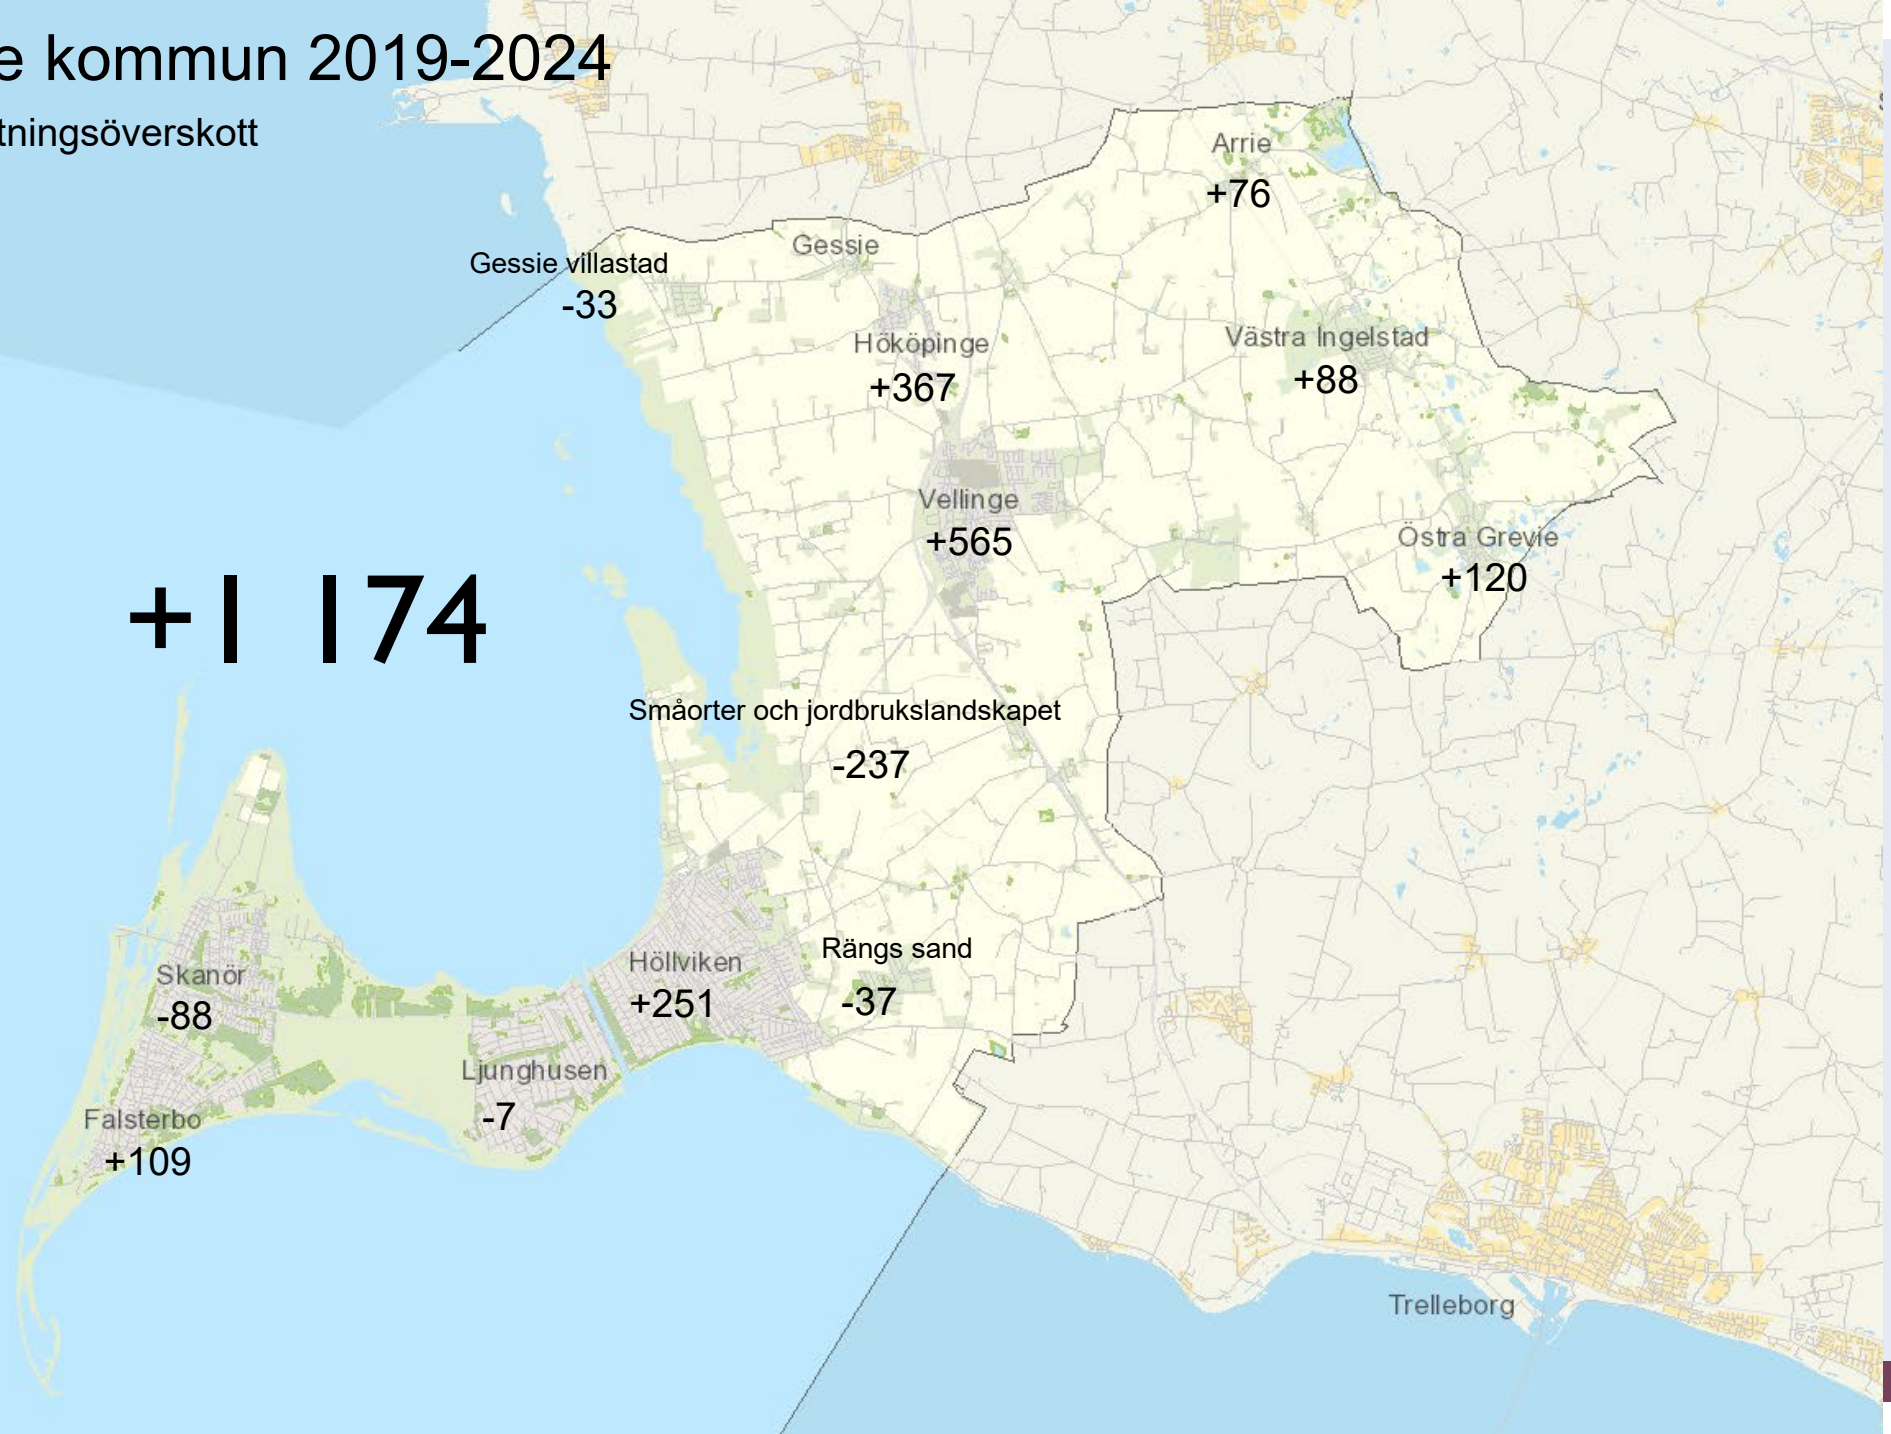 e kommun 2019-2024
tningsöverskott
Arrie
+76
Gessie
Gessie villastad
-33
Hököpinge
+367
Västra Ingelstad
+88
Vellinge
+565
Östra Grevie
+120
+1 174
Småorter och jordbrukslandskapet
-237
Rängs sand
-37
Höllviken
+251
Skanör
-88
Ljunghusen
-7
Falsterbo
+109
Trelleborg